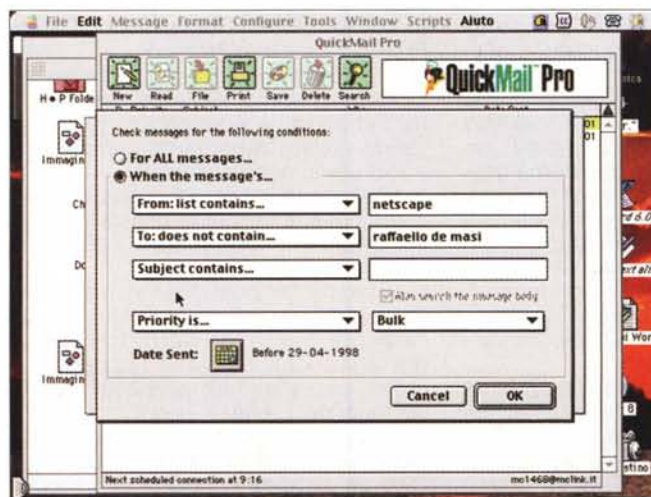 File Edit Message Format Configure Tools Window Scripts Aiuto
QuickMail Pro
New Read File Print Save Delete Search
QuickMail™ Pro
H • P Folde
01
01
Check messages for the following conditions:
For ALL messages...
Immagin
When the message's...
From: list contains... netscape
To: does not contain... raffaello de masi
Subject contains...
Also search the message body
Priority is... Bulk
Date Sent: Before 29-04-1998
Immagin
Cancel OK
Next scheduled connection at 9:16 mc1468@mclink.it